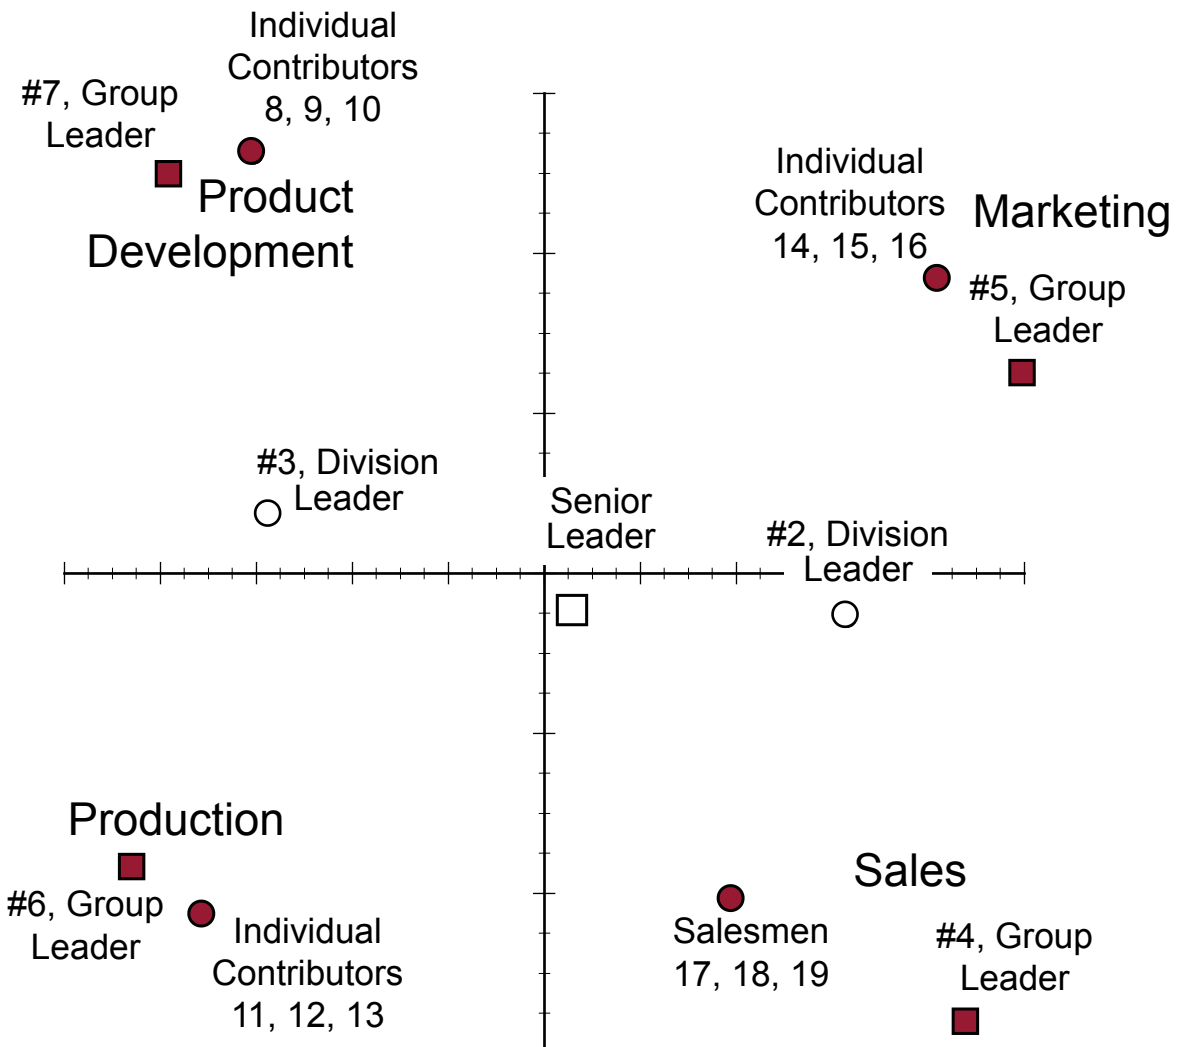 Individual
Contributors
8, 9, 10
#7, Group
Leader
Product
Development
Individual
Contributors
14, 15, 16
Marketing
#5, Group
Leader
#3, Division
Leader
Senior
Leader
#2, Division
Leader
Production
#6, Group
Leader
Individual
Contributors
11, 12, 13
Sales
Salesmen
17, 18, 19
#4, Group
Leader